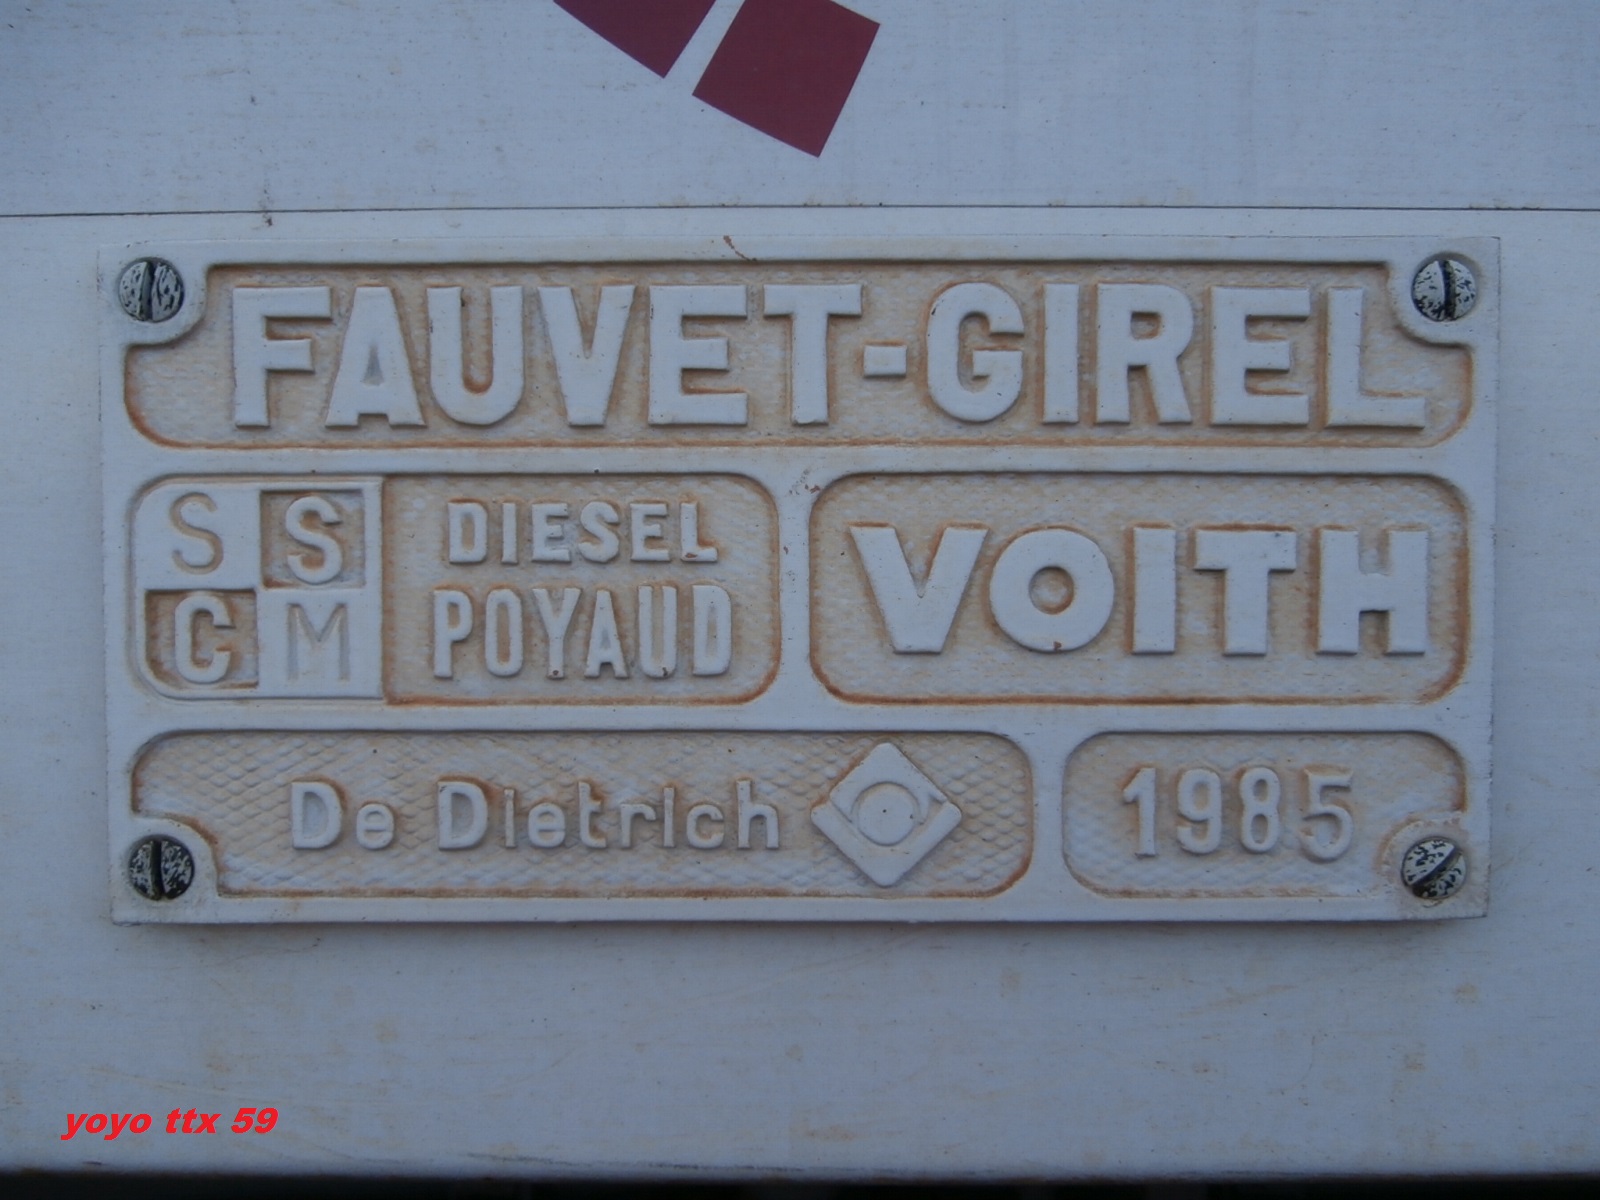 FAUVET-GIREL
S S
C M
DIESEL
POYAUD
VOITH
De Dietrich
1985
yoyo ttx 59